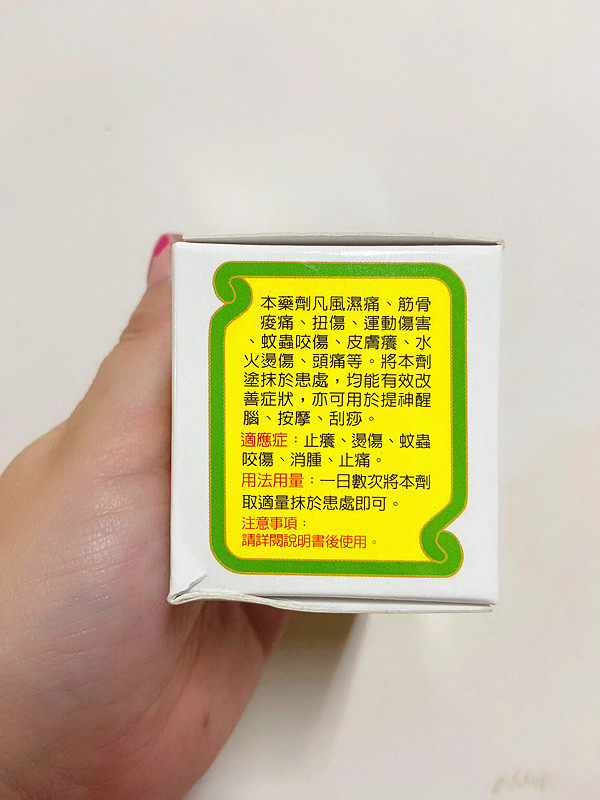 本藥劑凡風濕痛、筋骨
痠痛、扭傷、運動傷害
、蚊蟲咬傷、皮膚癢、水
火燙傷、頭痛等。將本劑
塗抹於患處，均能有效改
善症狀，亦可用於提神醒
腦、按摩、刮痧。
適應症：止癢、燙傷、蚊蟲
咬傷、消腫、止痛。
用法用量：一日數次將本劑
取適量抹於患處即可。
注意事項：
請詳閱說明書後使用。